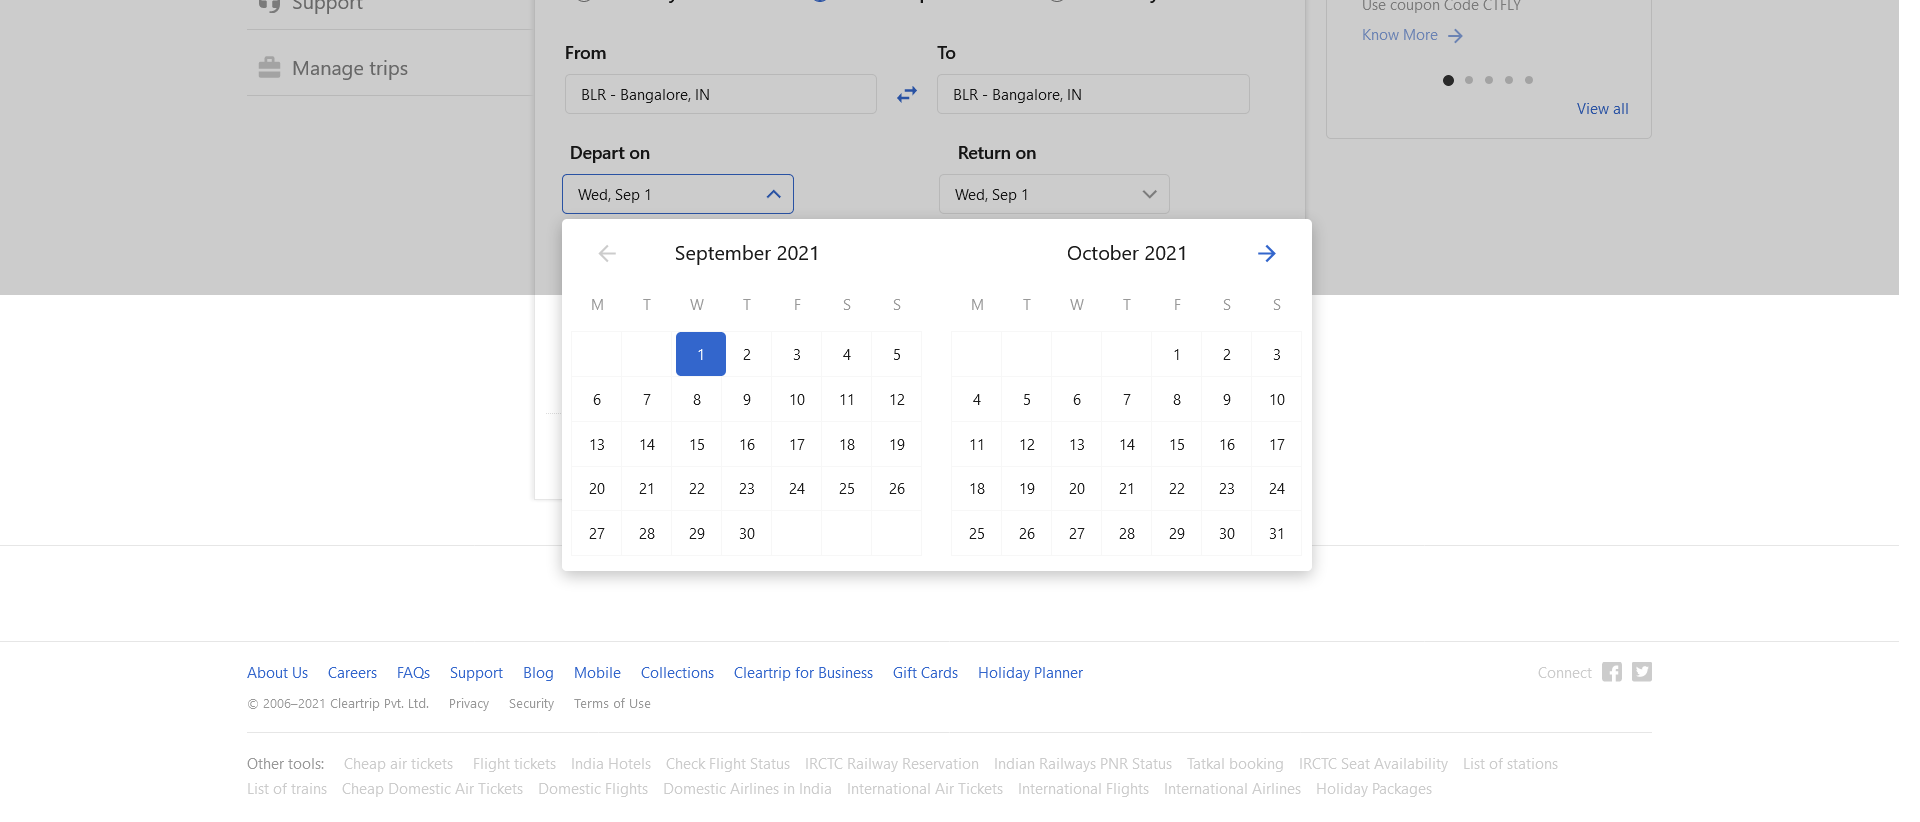 Support
Use coupon Code CTFLY
Know More
Manage trips
From
To
BLR - Bangalore, IN
BLR - Bangalore, IN
View all
Depart on
Return on
Wed, Sep 1
Wed, Sep 1
September 2021
October 2021
M T W T F S S
M T W T F S S
1 2 3 4 5
1 2 3
6 7 8 9 10 11 12
4 5 6 7 8 9 10
13 14 15 16 17 18 19
11 12 13 14 15 16 17
20 21 22 23 24 25 26
18 19 20 21 22 23 24
27 28 29 30
25 26 27 28 29 30 31
About Us Careers FAQs Support Blog Mobile Collections Cleartrip for Business Gift Cards Holiday Planner
Connect
© 2006–2021 Cleartrip Pvt. Ltd. Privacy Security Terms of Use
Other tools: Cheap air tickets Flight tickets India Hotels Check Flight Status IRCTC Railway Reservation Indian Railways PNR Status Tatkal booking IRCTC Seat Availability List of stations
List of trains Cheap Domestic Air Tickets Domestic Flights Domestic Airlines in India International Air Tickets International Flights International Airlines Holiday Packages